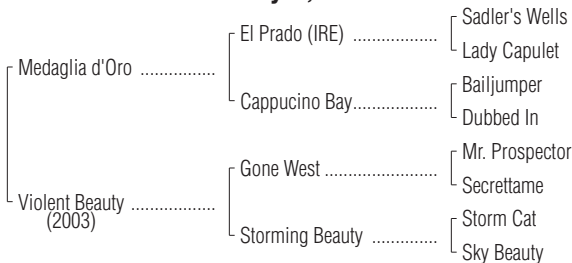 Sadler's Wells
El Prado (IRE) ..................
Lady Capulet
Medaglia d'Oro ................
Bailjumper
Cappucino Bay..................
Dubbed In
Mr. Prospector
Gone West ........................
Secrettame
Violent Beauty ..................
(2003)
Storm Cat
Storming Beauty ..............
Sky Beauty